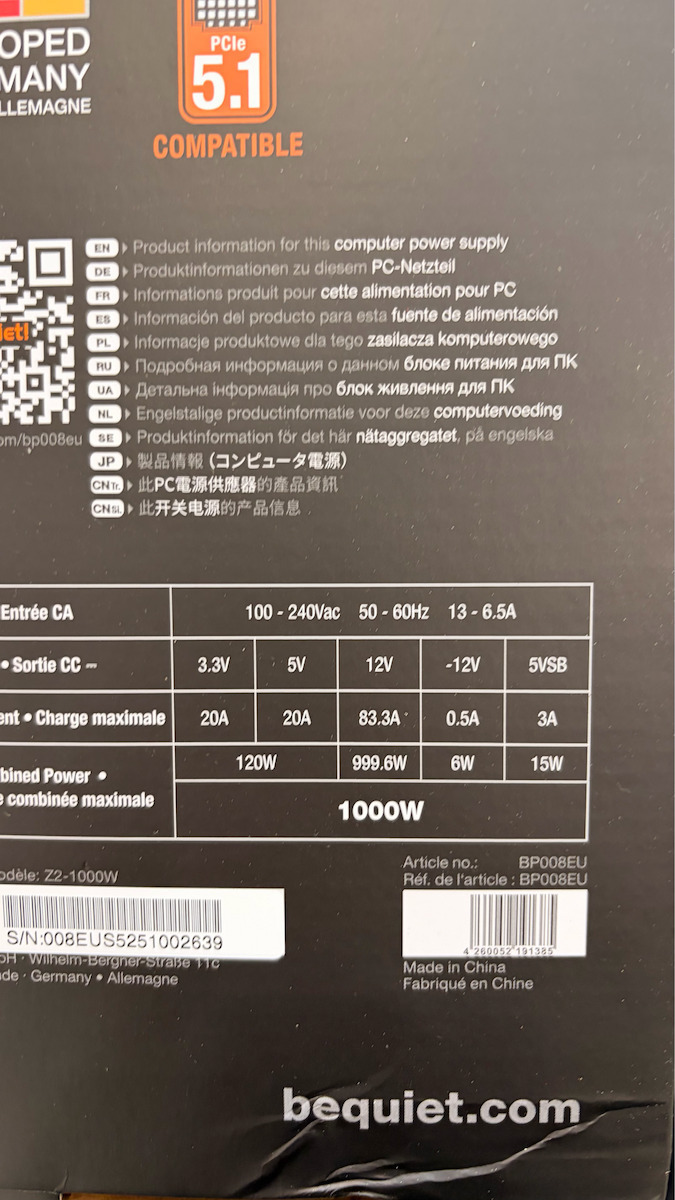 OPED
MANY
LLEMAGNE
PCIe
5.1
COMPATIBLE
EN Product information for this computer power supply
DE Produktinformationen zu diesem PC-Netzteil
FR Informations produit pour cette alimentation pour PC
ES Información del producto para esta fuente de alimentación
PL Informacje produktowe dla tego zasilacza komputerowego
RU Подробная информация о данном блоке питания для ПК
UA Детальна інформація про блок живлення для ПК
NL Engelstalige productinformatie voor deze computervoeding
SE Produktinformation för det här nätaggregatet, på engelska
JP 製品情報 (コンピュータ電源)
CNTr. 此PC電源供應器的產品資訊
CNSi. 此开关电源的产品信息
iet!
om/bp008eu
Entrée CA 100 - 240Vac 50 - 60Hz 13 - 6.5A
• Sortie CC ⎓ 3.3V 5V 12V -12V 5VSB
ent • Charge maximale 20A 20A 83.3A 0.5A 3A
bined Power •
e combinée maximale
120W 999.6W 6W 15W
1000W
odèle: Z2-1000W
S/N:008EUS5251002639
bH · Wilhelm-Bergner-Straße 11c
de · Germany • Allemagne
Article no.: BP008EU
Réf. de l'article : BP008EU
4 260052 191385
Made in China
Fabriqué en Chine
bequiet.com